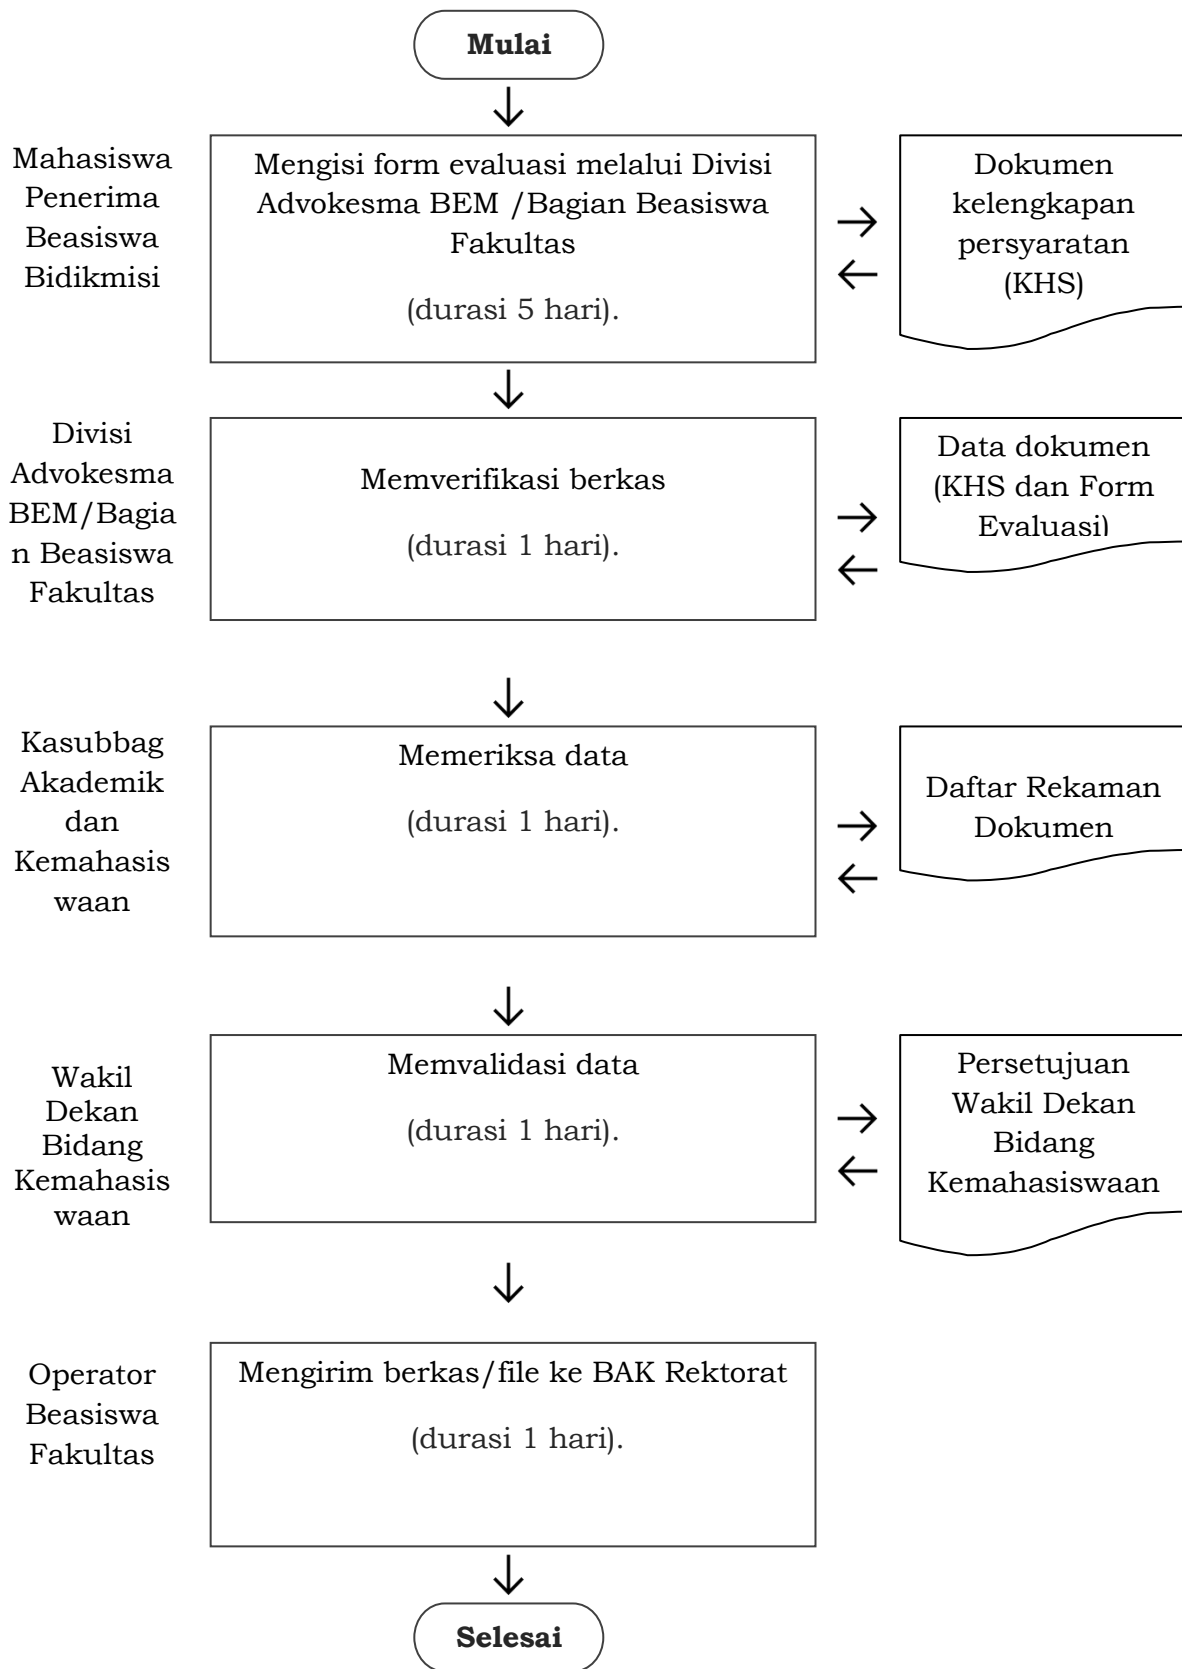 Mulai
Mahasiswa
Penerima
Beasiswa
Bidikmisi
Mengisi form evaluasi melalui Divisi
Advokesma BEM /Bagian Beasiswa
Fakultas
(durasi 5 hari).
Dokumen
kelengkapan
persyaratan
(KHS)
Divisi
Advokesma
BEM/Bagia
n Beasiswa
Fakultas
Memverifikasi berkas
(durasi 1 hari).
Data dokumen
(KHS dan Form
Evaluasi)
Kasubbag
Akademik
dan
Kemahasis
waan
Memeriksa data
(durasi 1 hari).
Daftar Rekaman
Dokumen
Wakil
Dekan
Bidang
Kemahasis
waan
Memvalidasi data
(durasi 1 hari).
Persetujuan
Wakil Dekan
Bidang
Kemahasiswaan
Operator
Beasiswa
Fakultas
Mengirim berkas/file ke BAK Rektorat
(durasi 1 hari).
Selesai